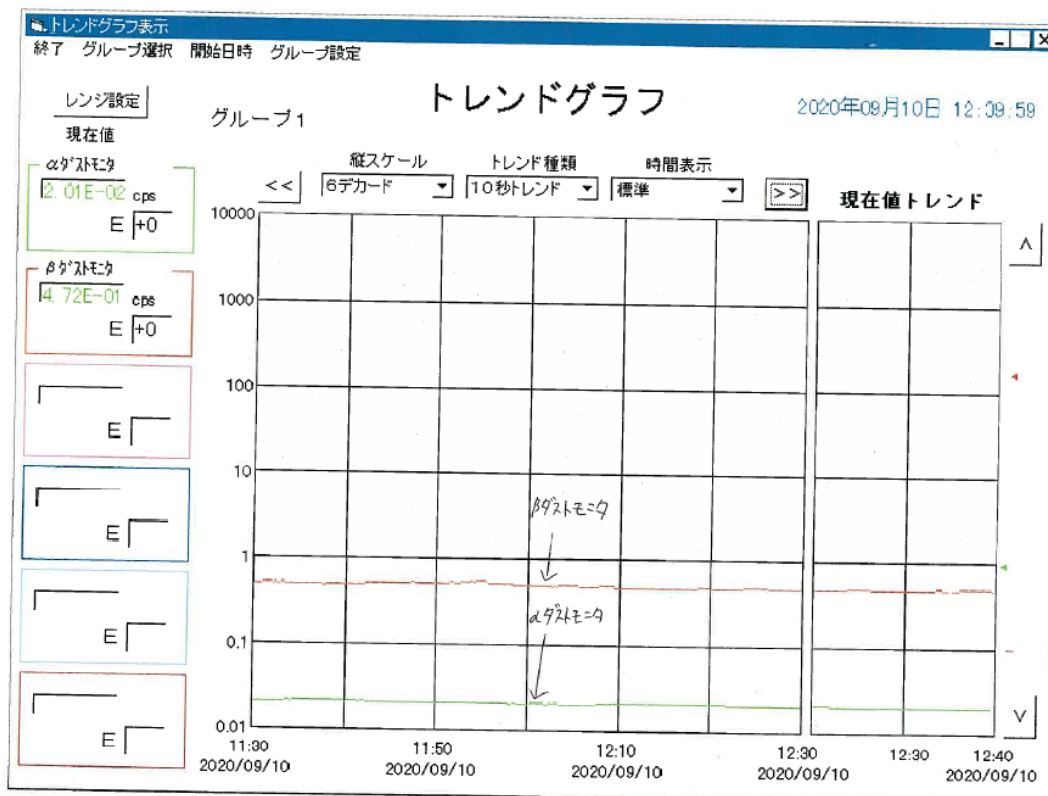 トレンドグラフ表示
終了 グループ選択 開始日時 グループ設定
レンジ設定
グループ1
トレンドグラフ
2020年09月10日 12:39:59
現在値
αダストモニタ
2.01E-02 cps
E +0
βダストモニタ
4.72E-01 cps
E +0
E
E
E
E
縦スケール トレンド種類 時間表示
<< 6デカード 10秒トレンド 標準 >>
現在値トレンド
10000
1000
100
10
1
0.1
0.01
βダストモニタ
αダストモニタ
11:30 11:50 12:10 12:30 12:30 12:40
2020/09/10 2020/09/10 2020/09/10 2020/09/10 2020/09/10